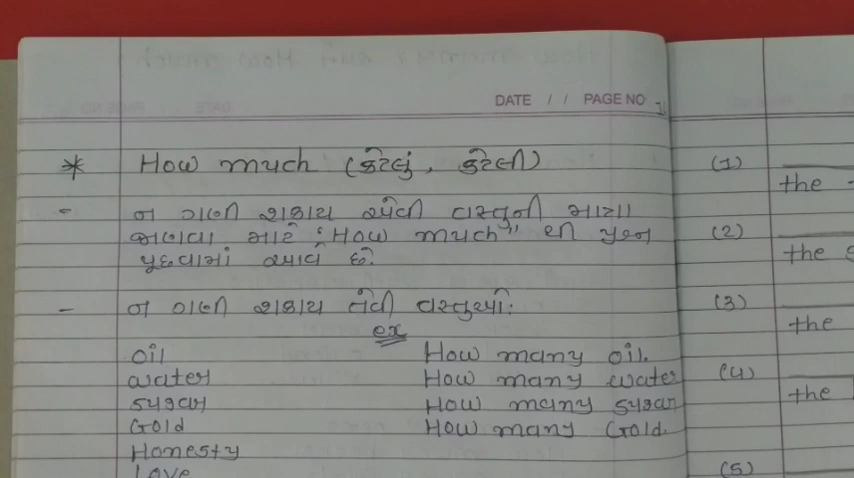 DATE / / PAGE NO
* How much (કેટલું, કેટલી)
- ન ગણી શકાય એવી વસ્તુની માત્રા
જાણવા માટે "How much" થી પ્રશ્ન
પૂછવામાં આવે છે.
- ન ગણી શકાય તેવી વસ્તુઓ:
ex
oil How many oil.
water How many water
sugar How many sugar
Gold How many Gold.
Honesty
Love
(1)
the
(2)
the
(3)
the
(4)
the
(5)